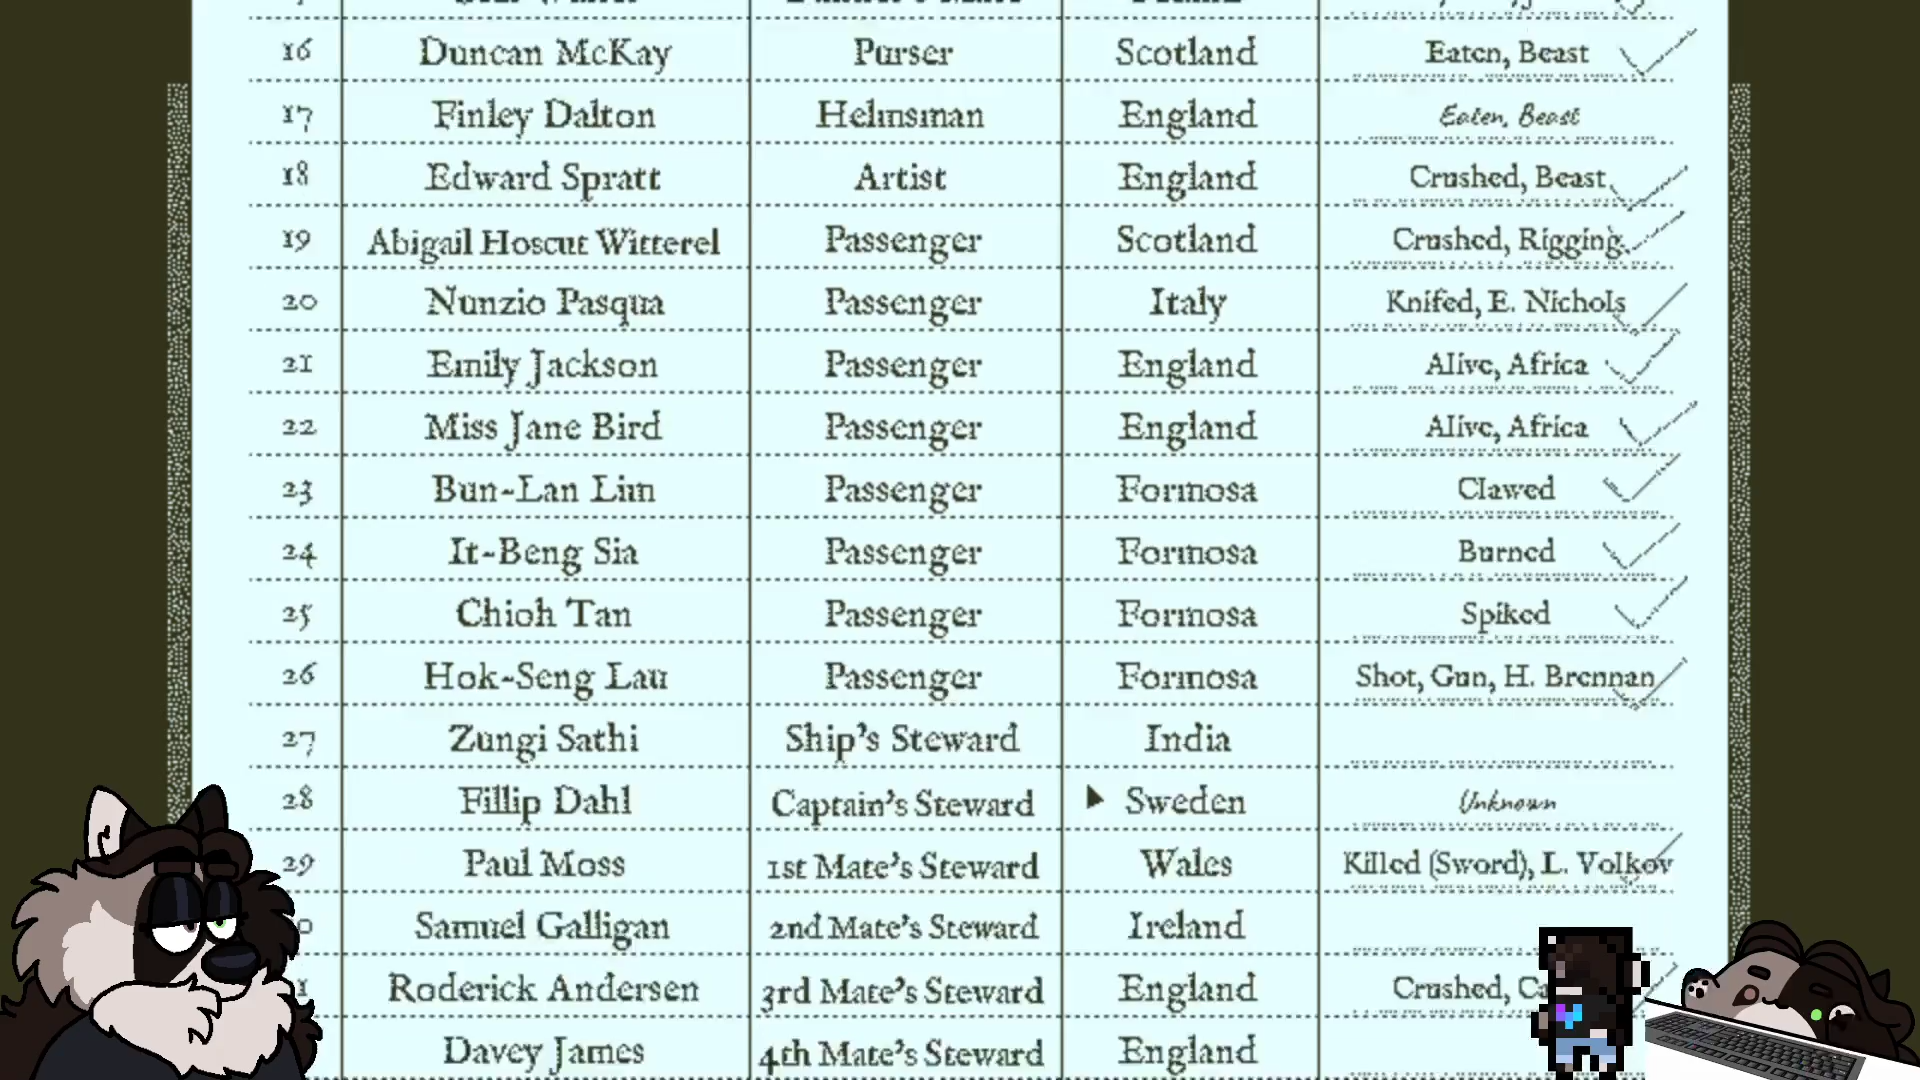 16 Duncan McKay Purser Scotland Eaten, Beast
17 Finley Dalton Helmsman England Eaten, Beast
18 Edward Spratt Artist England Crushed, Beast
19 Abigail Hoscut Witterel Passenger Scotland Crushed, Rigging
20 Nunzio Pasqua Passenger Italy Knifed, E. Nichols
21 Emily Jackson Passenger England Alive, Africa
22 Miss Jane Bird Passenger England Alive, Africa
23 Bun-Lan Lim Passenger Formosa Clawed
24 It-Beng Sia Passenger Formosa Burned
25 Chioh Tan Passenger Formosa Spiked
26 Hok-Seng Lau Passenger Formosa Shot, Gun, H. Brennan
27 Zungi Sathi Ship's Steward India
28 Fillip Dahl Captain's Steward Sweden Unknown
29 Paul Moss 1st Mate's Steward Wales Killed (Sword), L. Volkov
Samuel Galligan 2nd Mate's Steward Ireland
Roderick Andersen 3rd Mate's Steward England Crushed,
Davey James 4th Mate's Steward England